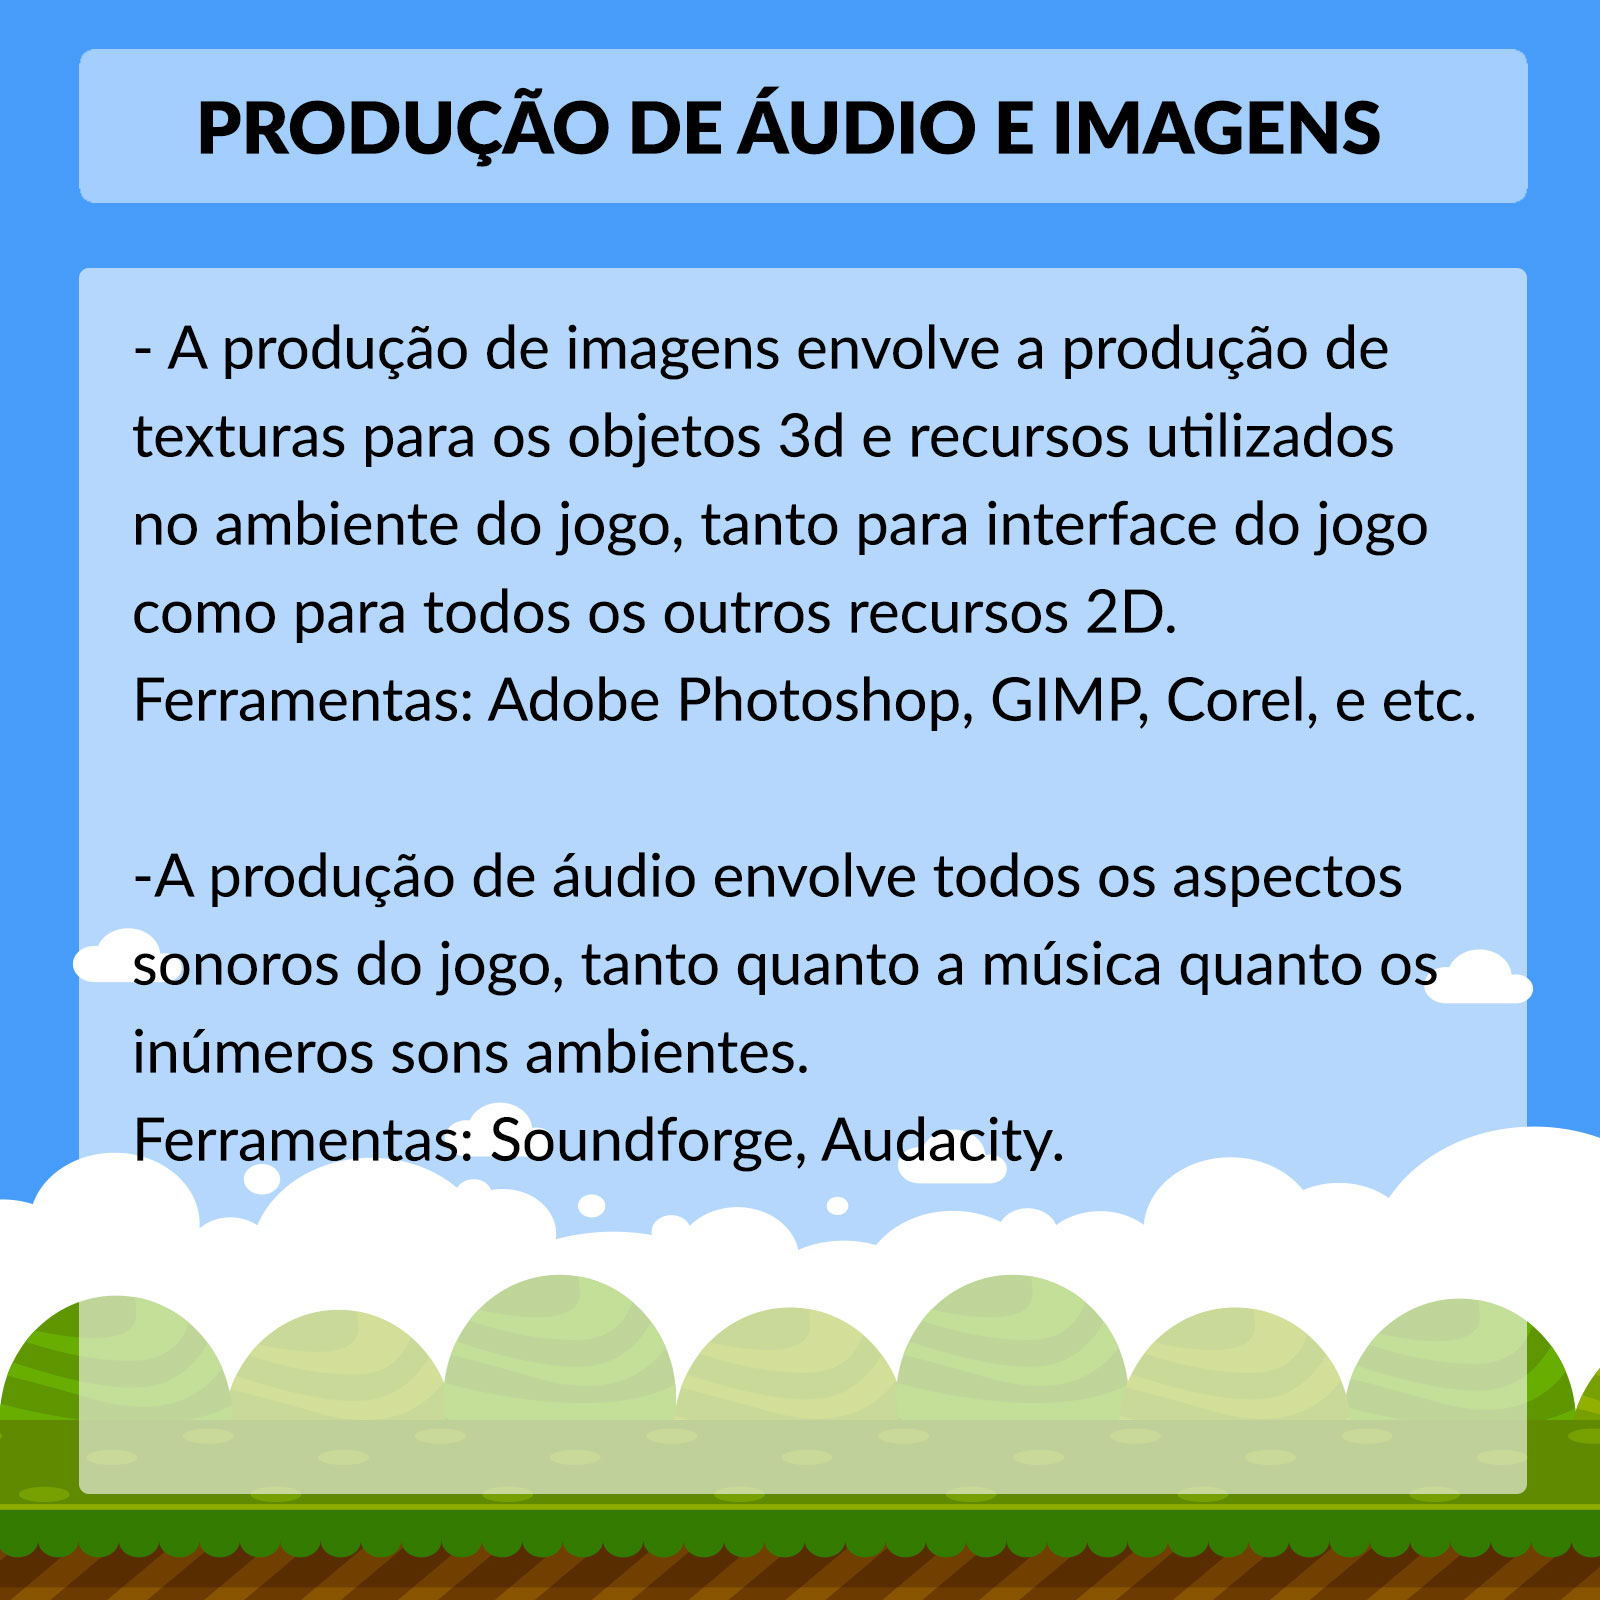 PRODUÇÃO DE ÁUDIO E IMAGENS
- A produção de imagens envolve a produção de
texturas para os objetos 3d e recursos utilizados
no ambiente do jogo, tanto para interface do jogo
como para todos os outros recursos 2D.
Ferramentas: Adobe Photoshop, GIMP, Corel, e etc.
-A produção de áudio envolve todos os aspectos
sonoros do jogo, tanto quanto a música quanto os
inúmeros sons ambientes.
Ferramentas: Soundforge, Audacity.